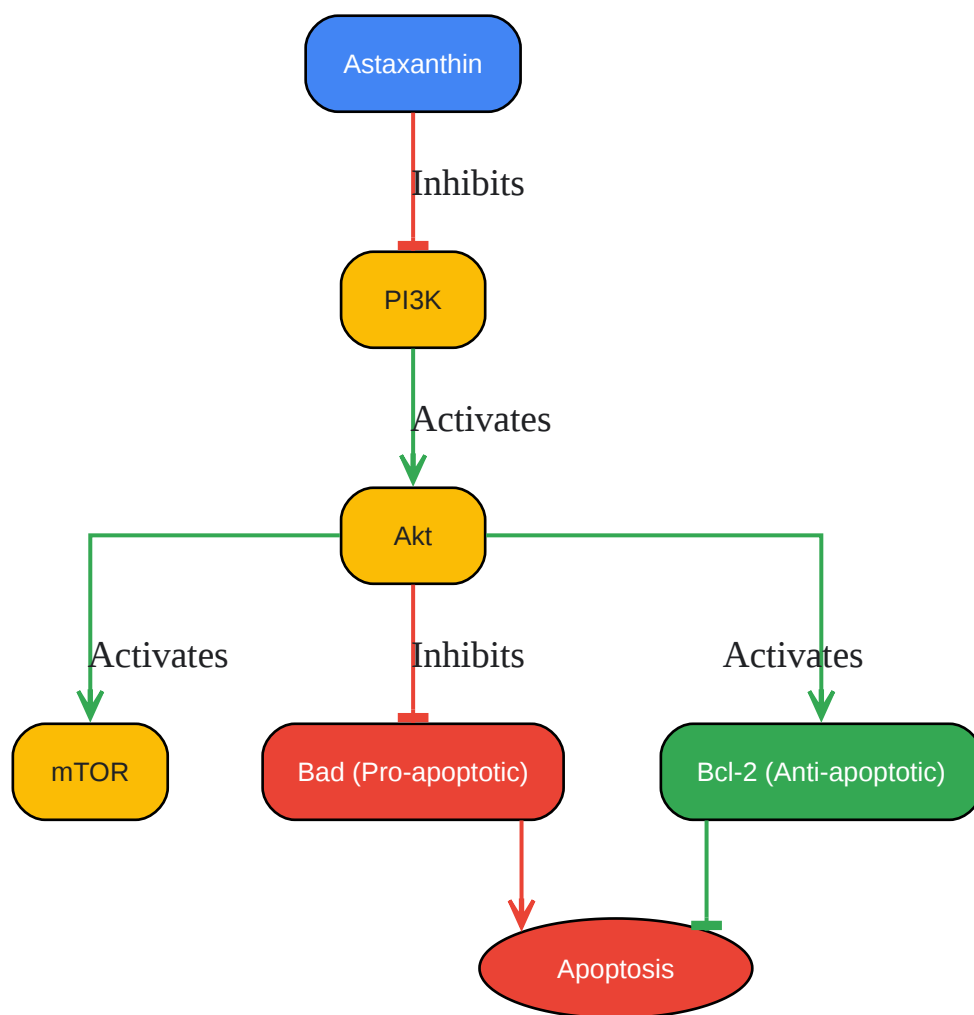 Astaxanthin
Inhibits
PI3K
Activates
Akt
Activates
Inhibits
Activates
mTOR
Bad (Pro-apoptotic)
Bcl-2 (Anti-apoptotic)
Apoptosis